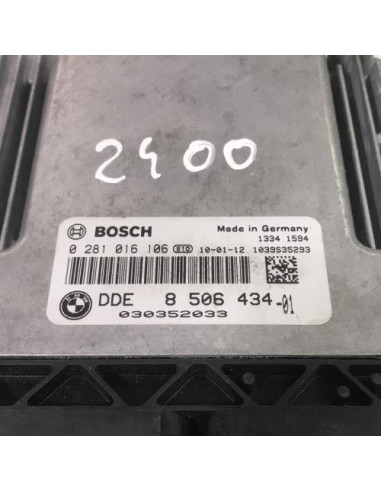 2400
BOSCH Made in Germany
1334 1594
0 281 016 106 E10 10-01-12 1039S35293
DDE 8 506 434-01
030352033